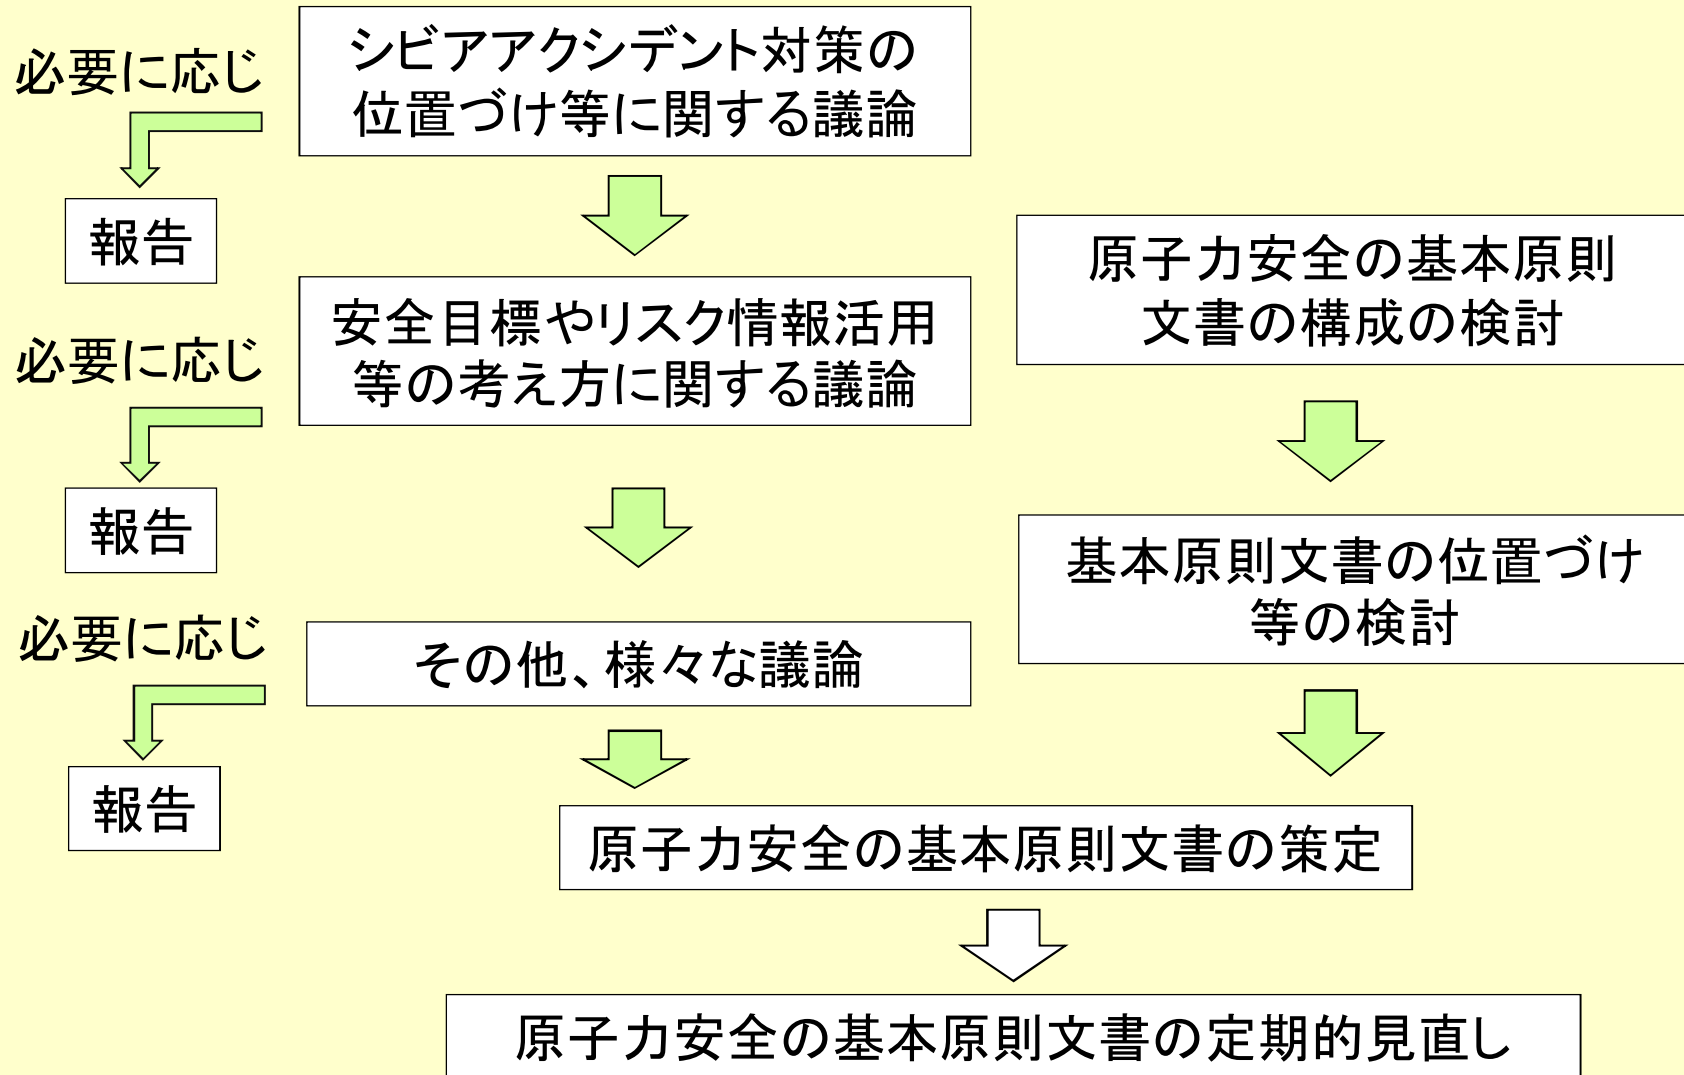 必要に応じ
シビアアクシデント対策の
位置づけ等に関する議論
報告
原子力安全の基本原則
文書の構成の検討
必要に応じ
安全目標やリスク情報活用
等の考え方に関する議論
報告
基本原則文書の位置づけ
等の検討
必要に応じ
その他、様々な議論
報告
原子力安全の基本原則文書の策定
原子力安全の基本原則文書の定期的見直し